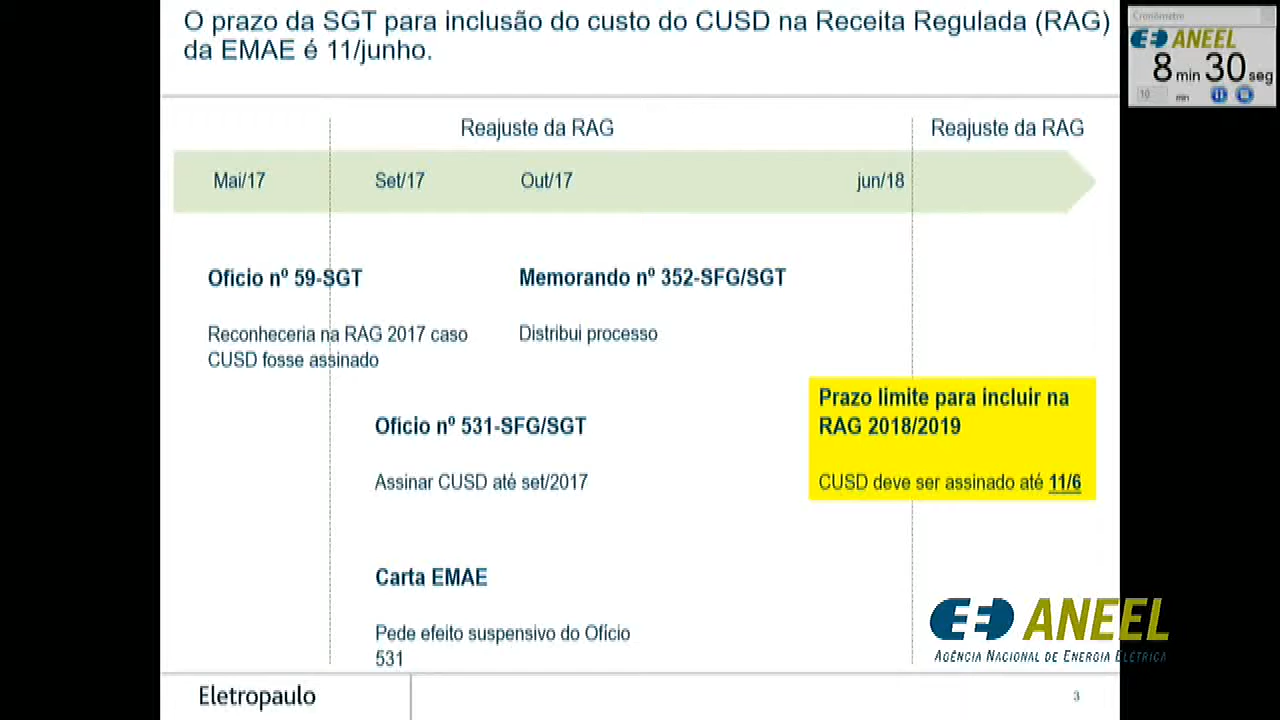 O prazo da SGT para inclusão do custo do CUSD na Receita Regulada (RAG)
da EMAE é 11/junho.
Cronômetro
ANEEL
8 min 30 seg
10 min
Reajuste da RAG
Reajuste da RAG
Mai/17
Set/17
Out/17
jun/18
Oficio nº 59-SGT
Reconheceria na RAG 2017 caso
CUSD fosse assinado
Memorando nº 352-SFG/SGT
Distribui processo
Oficio nº 531-SFG/SGT
Assinar CUSD até set/2017
Prazo limite para incluir na
RAG 2018/2019
CUSD deve ser assinado até 11/6
Carta EMAE
Pede efeito suspensivo do Ofício
531
ANEEL
AGÊNCIA NACIONAL DE ENERGIA ELÉTRICA
Eletropaulo
3